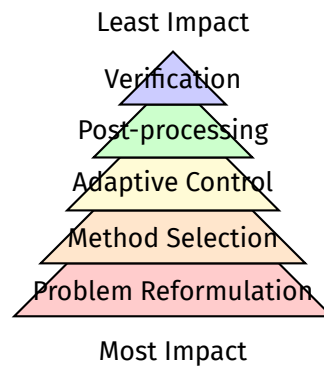 Least Impact
Verification
Post-processing
Adaptive Control
Method Selection
Problem Reformulation
Most Impact